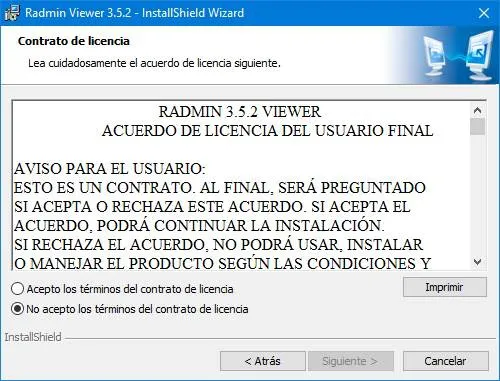 Radmin Viewer 3.5.2 - InstallShield Wizard
Contrato de licencia
Lea cuidadosamente el acuerdo de licencia siguiente.
RADMIN 3.5.2 VIEWER
ACUERDO DE LICENCIA DEL USUARIO FINAL
AVISO PARA EL USUARIO:
ESTO ES UN CONTRATO. AL FINAL, SERÁ PREGUNTADO
SI ACEPTA O RECHAZA ESTE ACUERDO. SI ACEPTA EL
ACUERDO, PODRÁ CONTINUAR LA INSTALACIÓN.
SI RECHAZA EL ACUERDO, NO PODRÁ USAR, INSTALAR
O MANEJAR EL PRODUCTO SEGÚN LAS CONDICIONES Y
Acepto los términos del contrato de licencia
Imprimir
No acepto los términos del contrato de licencia
InstallShield
< Atrás
Siguiente >
Cancelar